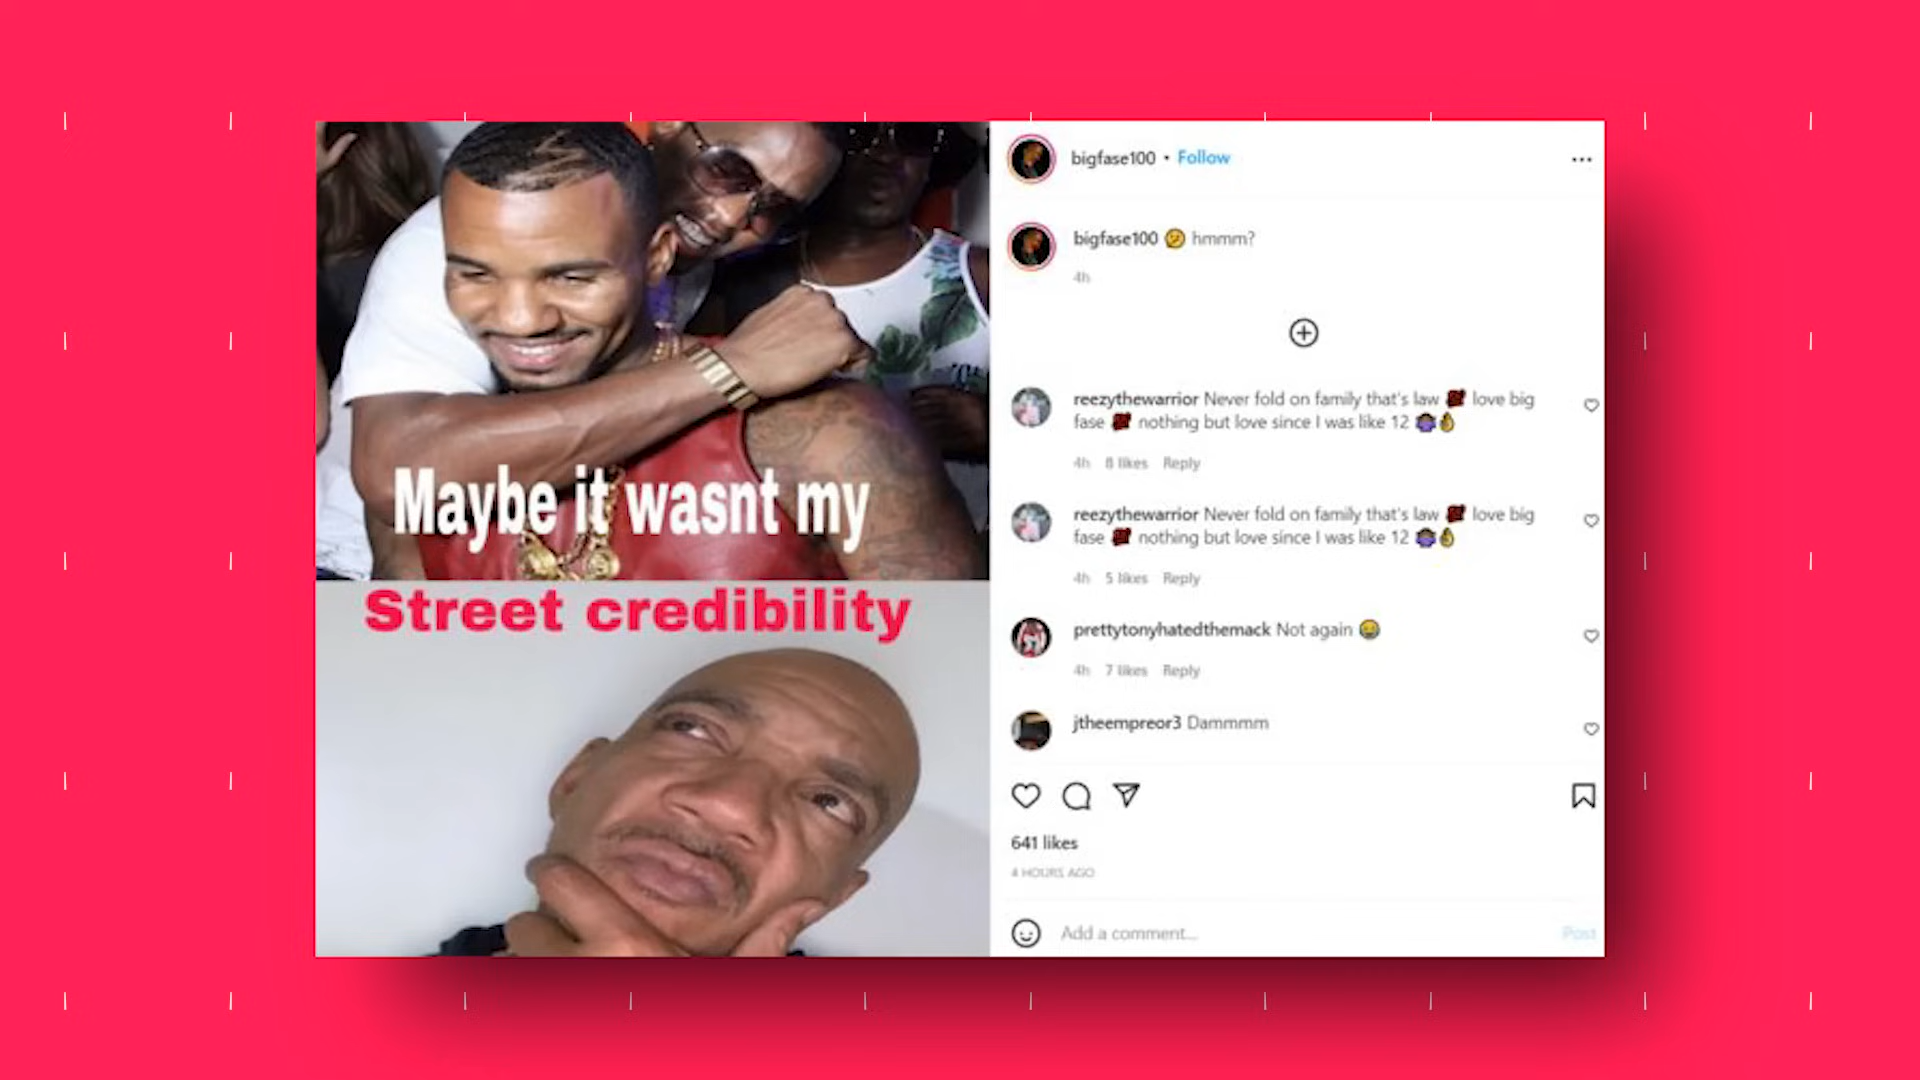 Maybe it wasnt my
Street credibility
bigfase100 • Follow
bigfase100 🫤 hmmm?
4h
reezythewarrior Never fold on family that's law 💯 love big
fase 💯 nothing but love since I was like 12 🤷🏿‍♂️👌
4h 8 likes Reply
reezythewarrior Never fold on family that's law 💯 love big
fase 💯 nothing but love since I was like 12 🤷🏿‍♂️👌
4h 5 likes Reply
prettytonyhatedthemack Not again 😂
4h 7 likes Reply
jtheempreor3 Dammmm
641 likes
4 HOURS AGO
Add a comment...
Post